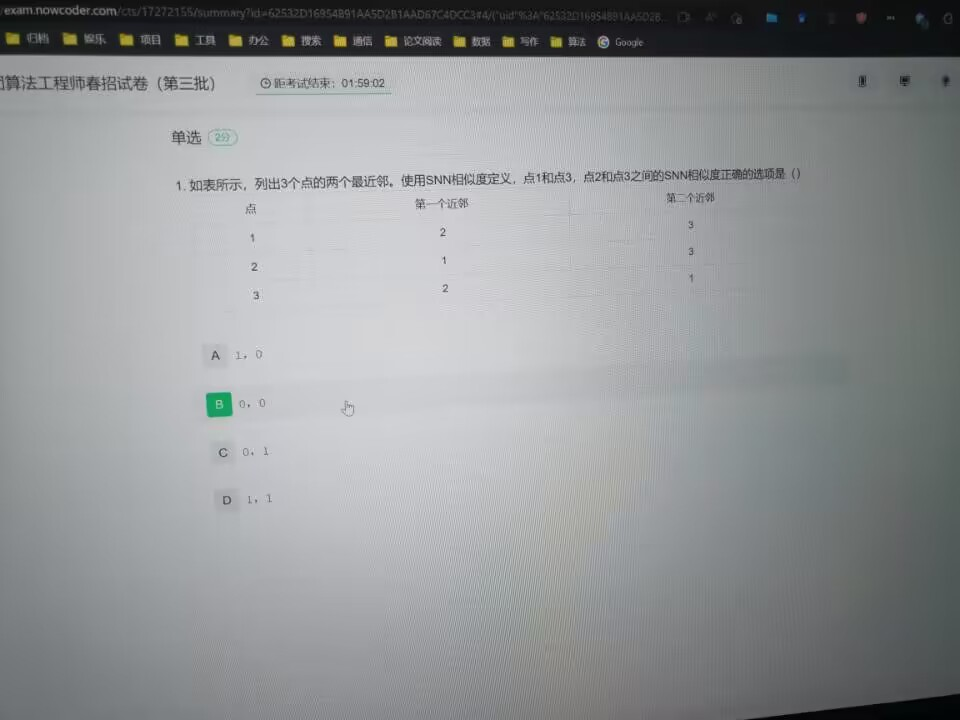 exam.nowcoder.com/cts/17272155/summary?id=62532D16954B91AA5D2B1AAD67C4DCC3#4/{"uid"%3A"62532D16954B91AA5D2B...
归档 娱乐 项目 工具 办公 搜索 通信 论文阅读 数据 写作 算法 Google
算法工程师春招试卷（第三批） 距考试结束：01:59:02
单选 2分
1. 如表所示，列出3个点的两个最近邻。使用SNN相似度定义，点1和点3，点2和点3之间的SNN相似度正确的选项是（）
点 第一个近邻 第二个近邻
1 2 3
2 1 3
3 2 1
A 1，0
B 0，0
C 0，1
D 1，1